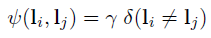 ψ(l_i, l_j) = γ δ(l_i ≠ l_j)